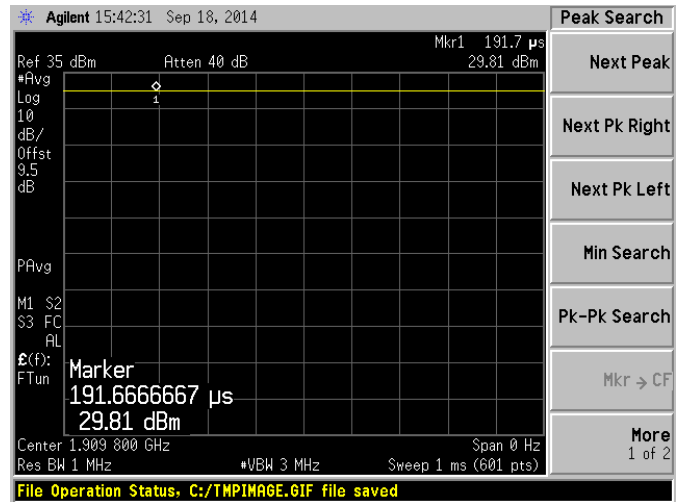 Agilent 15:42:31 Sep 18, 2014
Peak Search
Mkr1 191.7 µs
Ref 35 dBm Atten 40 dB 29.81 dBm
#Avg
Log
10
dB/
Offst
9.5
dB
1
PAvg
M1 S2
S3 FC
AL
£(f):
FTun
Marker
191.6666667 µs
29.81 dBm
Center 1.909 800 GHz Span 0 Hz
Res BW 1 MHz #VBW 3 MHz Sweep 1 ms (601 pts)
File Operation Status, C:/TMPIMAGE.GIF file saved
Next Peak
Next Pk Right
Next Pk Left
Min Search
Pk-Pk Search
Mkr → CF
More
1 of 2